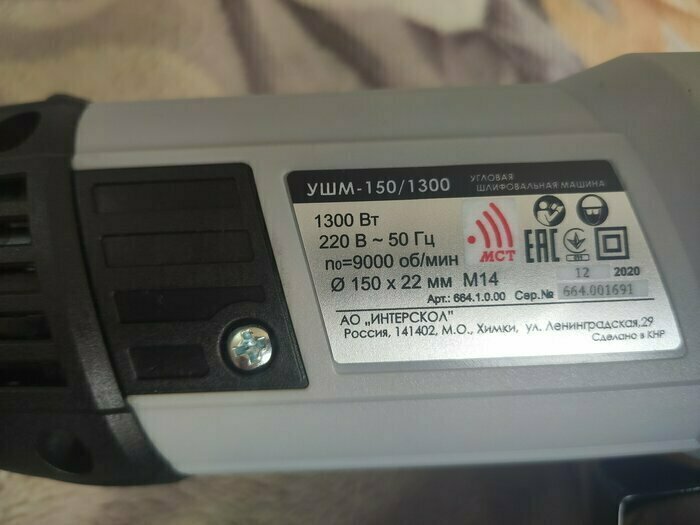 УШМ-150/1300
УГЛОВАЯ
ШЛИФОВАЛЬНАЯ МАШИНА
1300 Вт
220 В ~ 50 Гц
n0=9000 об/мин
Ø 150 x 22 мм M14
МСТ
ЕАС
12 2020
Арт.: 664.1.0.00 Сер.№ 664.001691
АО „ИНТЕРСКОЛ"
Россия, 141402, М.О., Химки, ул. Ленинградская,29
Сделано в КНР